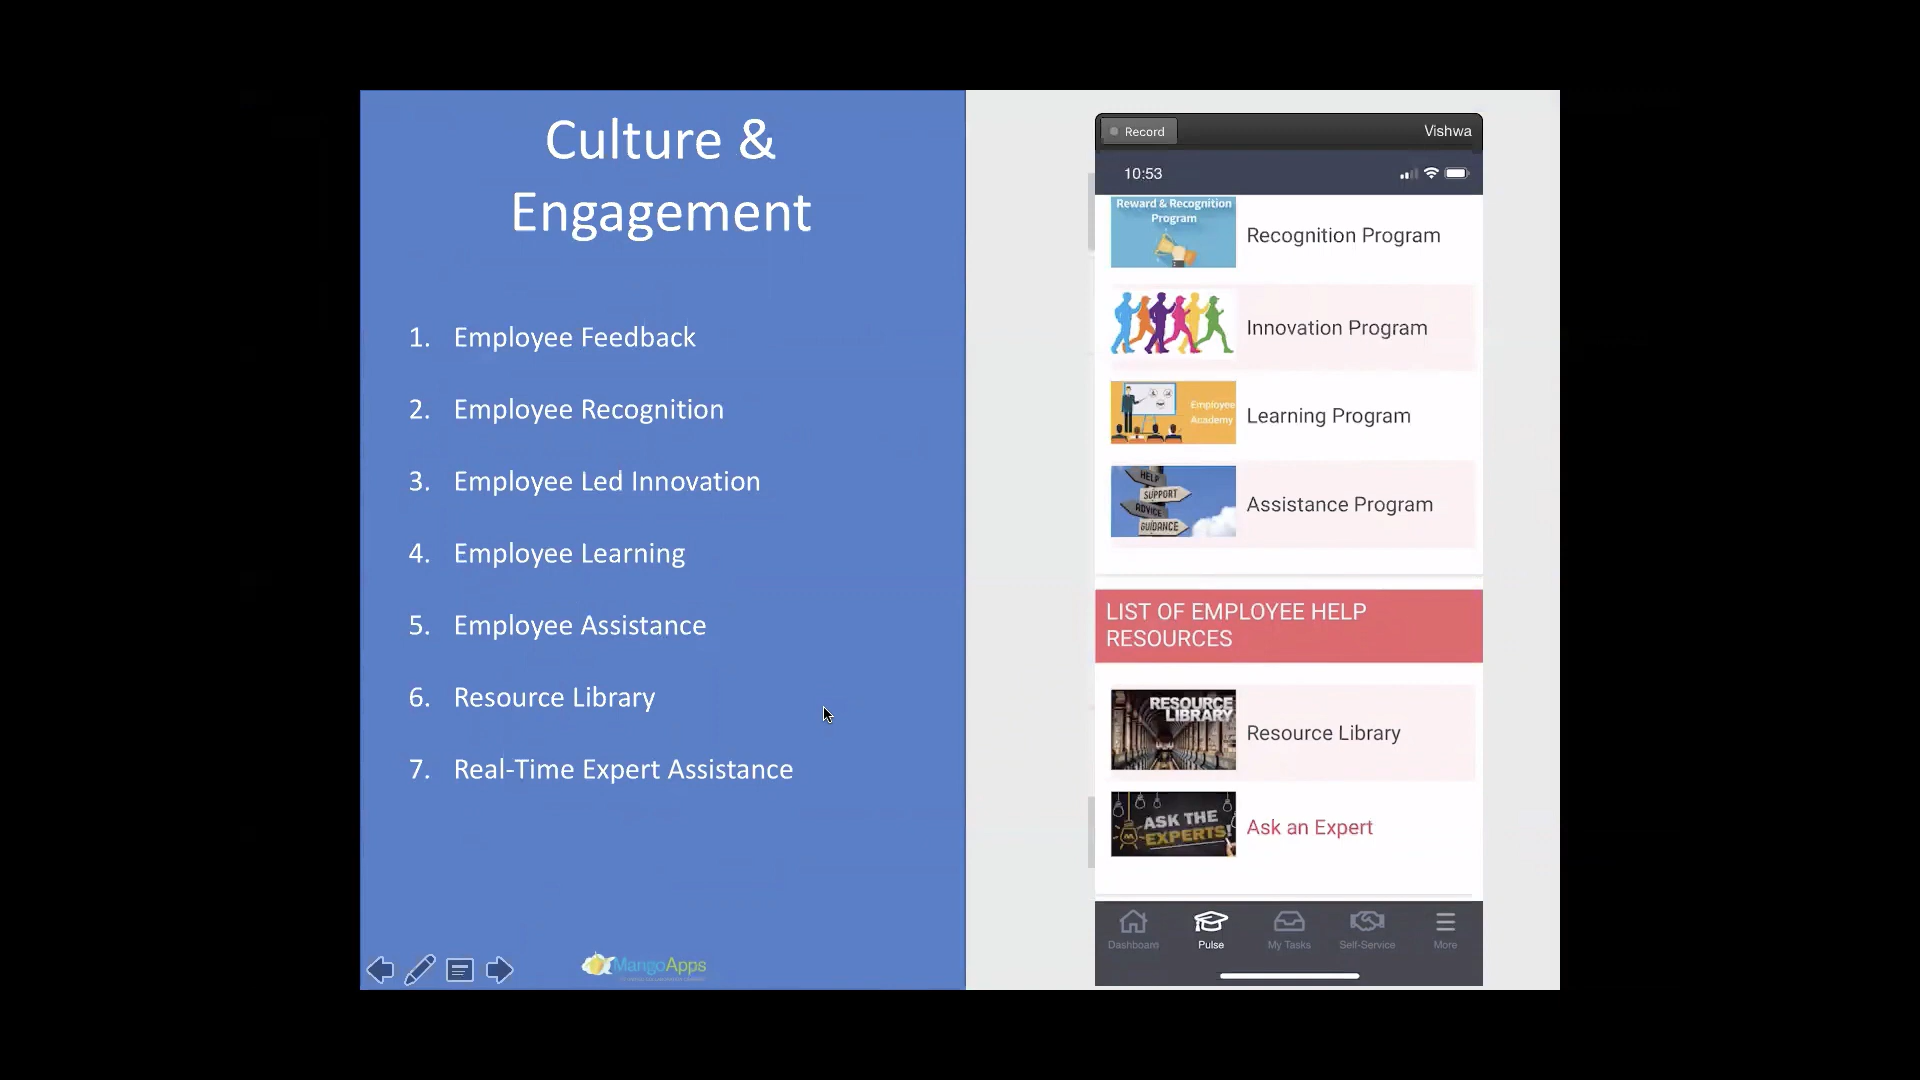 Culture &
Engagement
1. Employee Feedback
2. Employee Recognition
3. Employee Led Innovation
4. Employee Learning
5. Employee Assistance
6. Resource Library
7. Real-Time Expert Assistance
MangoApps
Record
Vishwa
10:53
Reward & Recognition
Program
Recognition Program
Innovation Program
Employee
Academy
Learning Program
HELP
SUPPORT
ADVICE
GUIDANCE
Assistance Program
LIST OF EMPLOYEE HELP
RESOURCES
RESOURCE
LIBRARY
Resource Library
ASK THE
EXPERTS!
Ask an Expert
Dashboard
Pulse
My Tasks
Self-Service
More